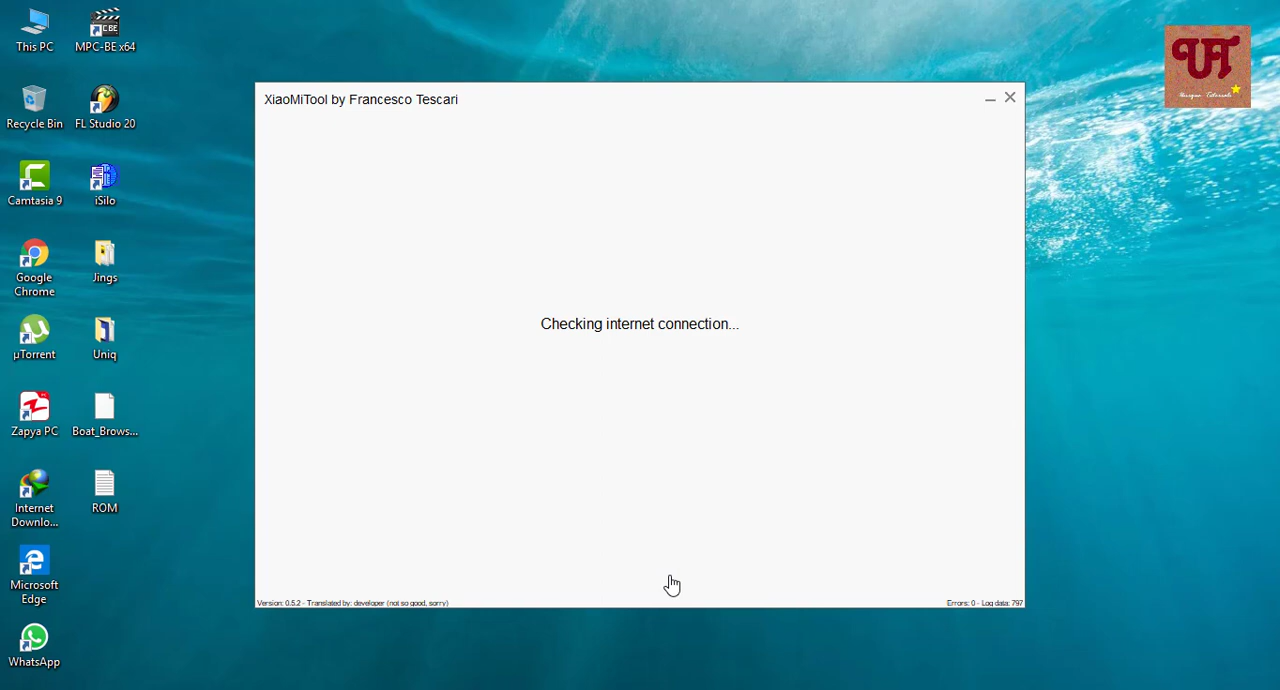 This PC
MPC-BE x64
Recycle Bin
FL Studio 20
Camtasia 9
iSilo
Google
Chrome
Jings
µTorrent
Uniq
Zapya PC
Boat_Brows...
Internet
Downlo...
ROM
Microsoft
Edge
WhatsApp
XiaoMiTool by Francesco Tescari
Checking internet connection...
Version: 0.5.2 - Translated by: developer (not so good, sorry)
Errors: 0 - Log data: 797